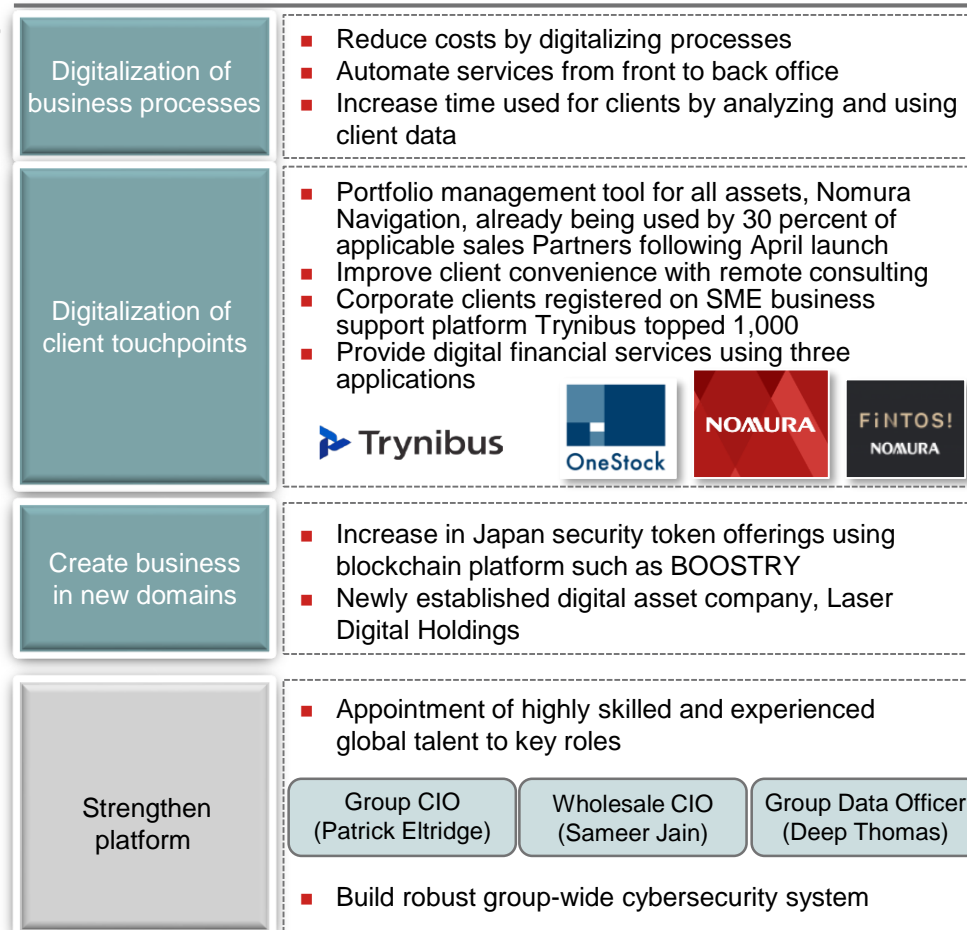 Digitalization of
business processes
■ Reduce costs by digitalizing processes
■ Automate services from front to back office
■ Increase time used for clients by analyzing and using
client data
Digitalization of
client touchpoints
■ Portfolio management tool for all assets, Nomura
Navigation, already being used by 30 percent of
applicable sales Partners following April launch
■ Improve client convenience with remote consulting
■ Corporate clients registered on SME business
support platform Trynibus topped 1,000
■ Provide digital financial services using three
applications
Trynibus
OneStock
NOMURA
FiNTOS!
NOMURA
Create business
in new domains
■ Increase in Japan security token offerings using
blockchain platform such as BOOSTRY
■ Newly established digital asset company, Laser
Digital Holdings
Strengthen
platform
■ Appointment of highly skilled and experienced
global talent to key roles
Group CIO
(Patrick Eltridge)
Wholesale CIO
(Sameer Jain)
Group Data Officer
(Deep Thomas)
■ Build robust group-wide cybersecurity system